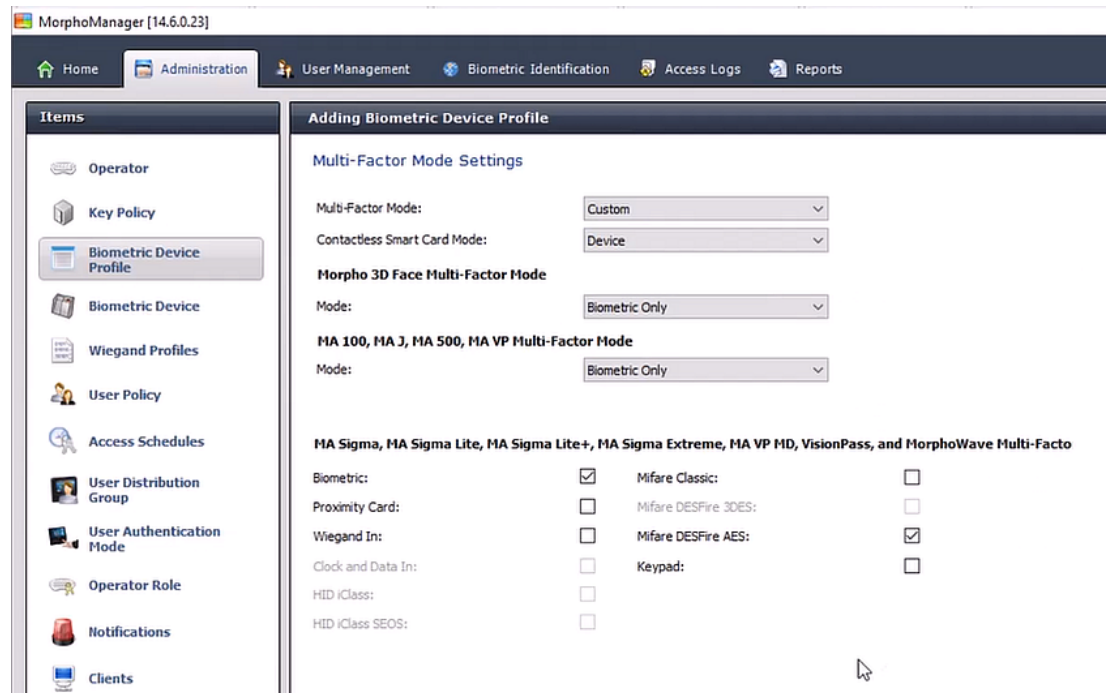 MorphoManager [14.6.0.23]
Home Administration User Management Biometric Identification Access Logs Reports
Items
Operator
Key Policy
Biometric Device
Profile
Biometric Device
Wiegand Profiles
User Policy
Access Schedules
User Distribution
Group
User Authentication
Mode
Operator Role
Notifications
Clients
Adding Biometric Device Profile
Multi-Factor Mode Settings
Multi-Factor Mode: Custom
Contactless Smart Card Mode: Device
Morpho 3D Face Multi-Factor Mode
Mode: Biometric Only
MA 100, MA J, MA 500, MA VP Multi-Factor Mode
Mode: Biometric Only
MA Sigma, MA Sigma Lite, MA Sigma Lite+, MA Sigma Extreme, MA VP MD, VisionPass, and MorphoWave Multi-Facto
Biometric: Mifare Classic:
Proximity Card: Mifare DESFire 3DES:
Wiegand In: Mifare DESFire AES:
Clock and Data In: Keypad:
HID iClass:
HID iClass SEOS: